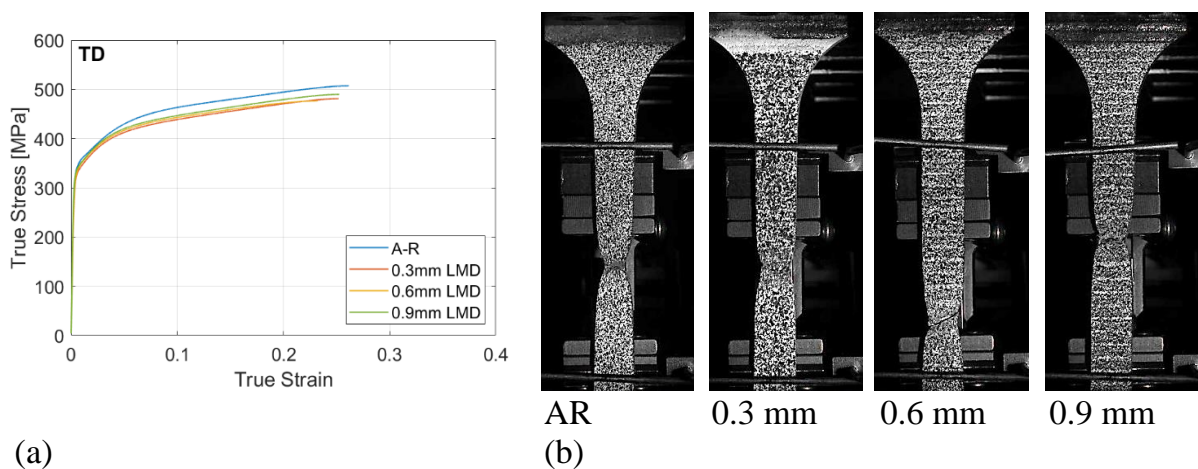 TD
True Stress [MPa]
600
500
400
300
200
100
0
0
0.1
0.2
0.3
0.4
True Strain
A-R
0.3mm LMD
0.6mm LMD
0.9mm LMD
(a)
AR
0.3 mm
0.6 mm
0.9 mm
(b)